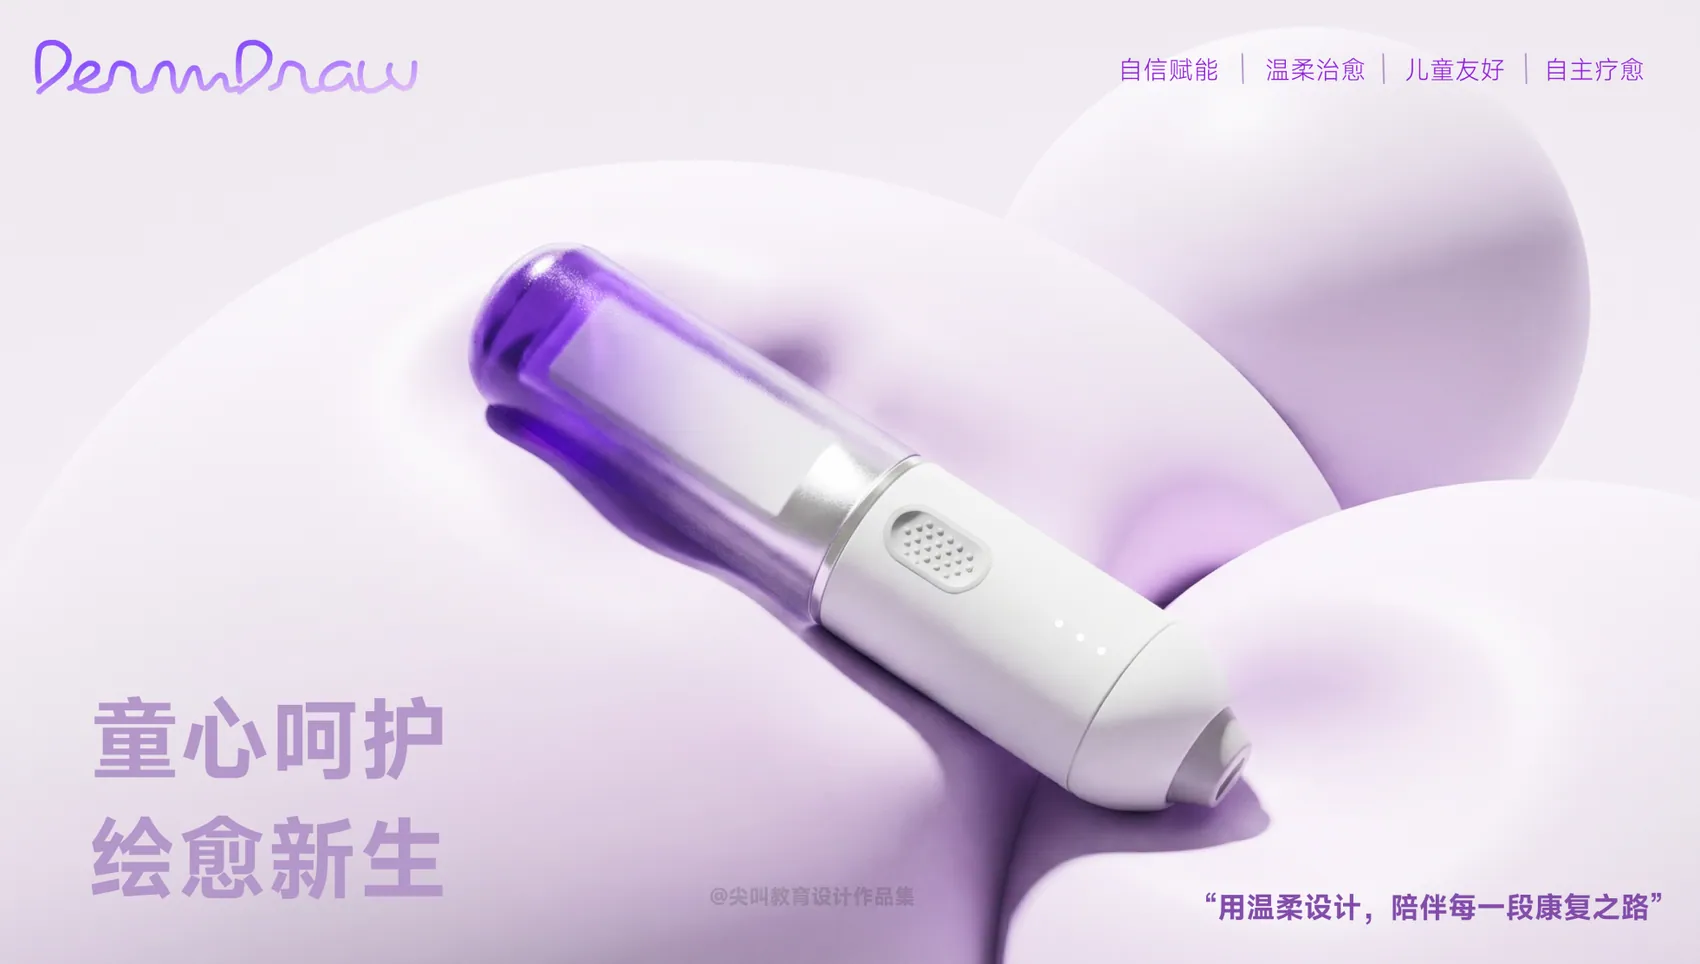 DermDraw
自信赋能 | 温柔治愈 | 儿童友好 | 自主疗愈
童心呵护
绘愈新生
@尖叫教育设计作品集
“用温柔设计，陪伴每一段康复之路”